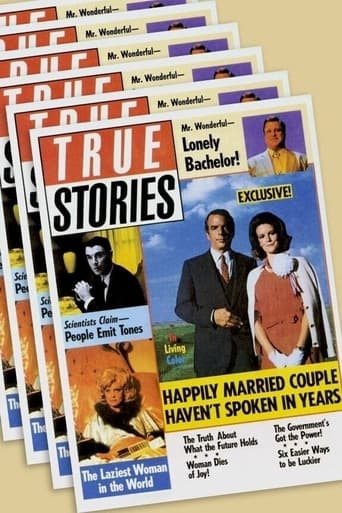 Mr. Wonderful—
Mr. Wonderful—
Mr. Wonderful—
Mr. Wonderful—
Mr. Wonderful—
Mr. Wonderful—
Lonely
Bachelor!
TRUE
STORIES
EXCLUSIVE!
Scientists Claim—
People Emit Tones
In
Living
Color
HAPPILY MARRIED COUPLE
HAVEN'T SPOKEN IN YEARS
The Laziest Woman
in the World
The Truth About
What the Future Holds
•
Woman Dies
of Joy!
The Government's
Got the Power!
•
Six Easier Ways
to be Luckier